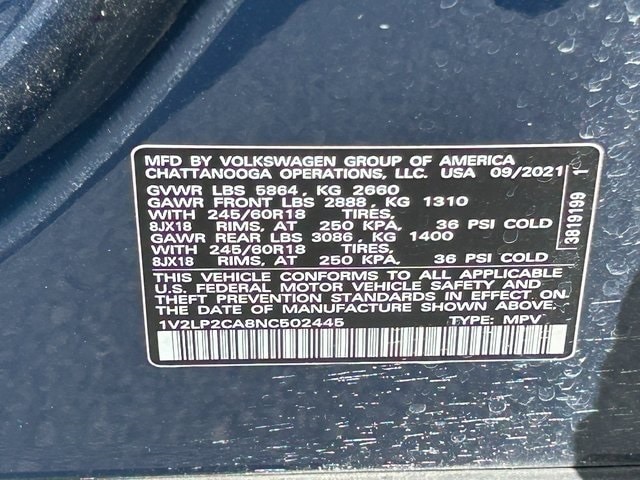 MFD BY VOLKSWAGEN GROUP OF AMERICA
CHATTANOOGA OPERATIONS, LLC. USA 09/2021
GVWR LBS 5864, KG 2660
GAWR FRONT LBS 2888, KG 1310
WITH 245/60R18 TIRES,
8JX18 RIMS, AT 250 KPA, 36 PSI COLD
GAWR REAR LBS 3086, KG 1400
WITH 245/60R18 TIRES,
8JX18 RIMS, AT 250 KPA, 36 PSI COLD
THIS VEHICLE CONFORMS TO ALL APPLICABLE
U.S. FEDERAL MOTOR VEHICLE SAFETY AND
THEFT PREVENTION STANDARDS IN EFFECT ON
THE DATE OF MANUFACTURE SHOWN ABOVE.
1V2LP2CA8NC502445 TYPE: MPV
3819199 1